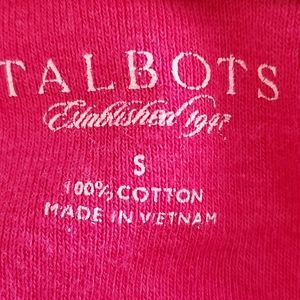 TALBOTS
Established 1947
S
100% COTTON
MADE IN VIETNAM